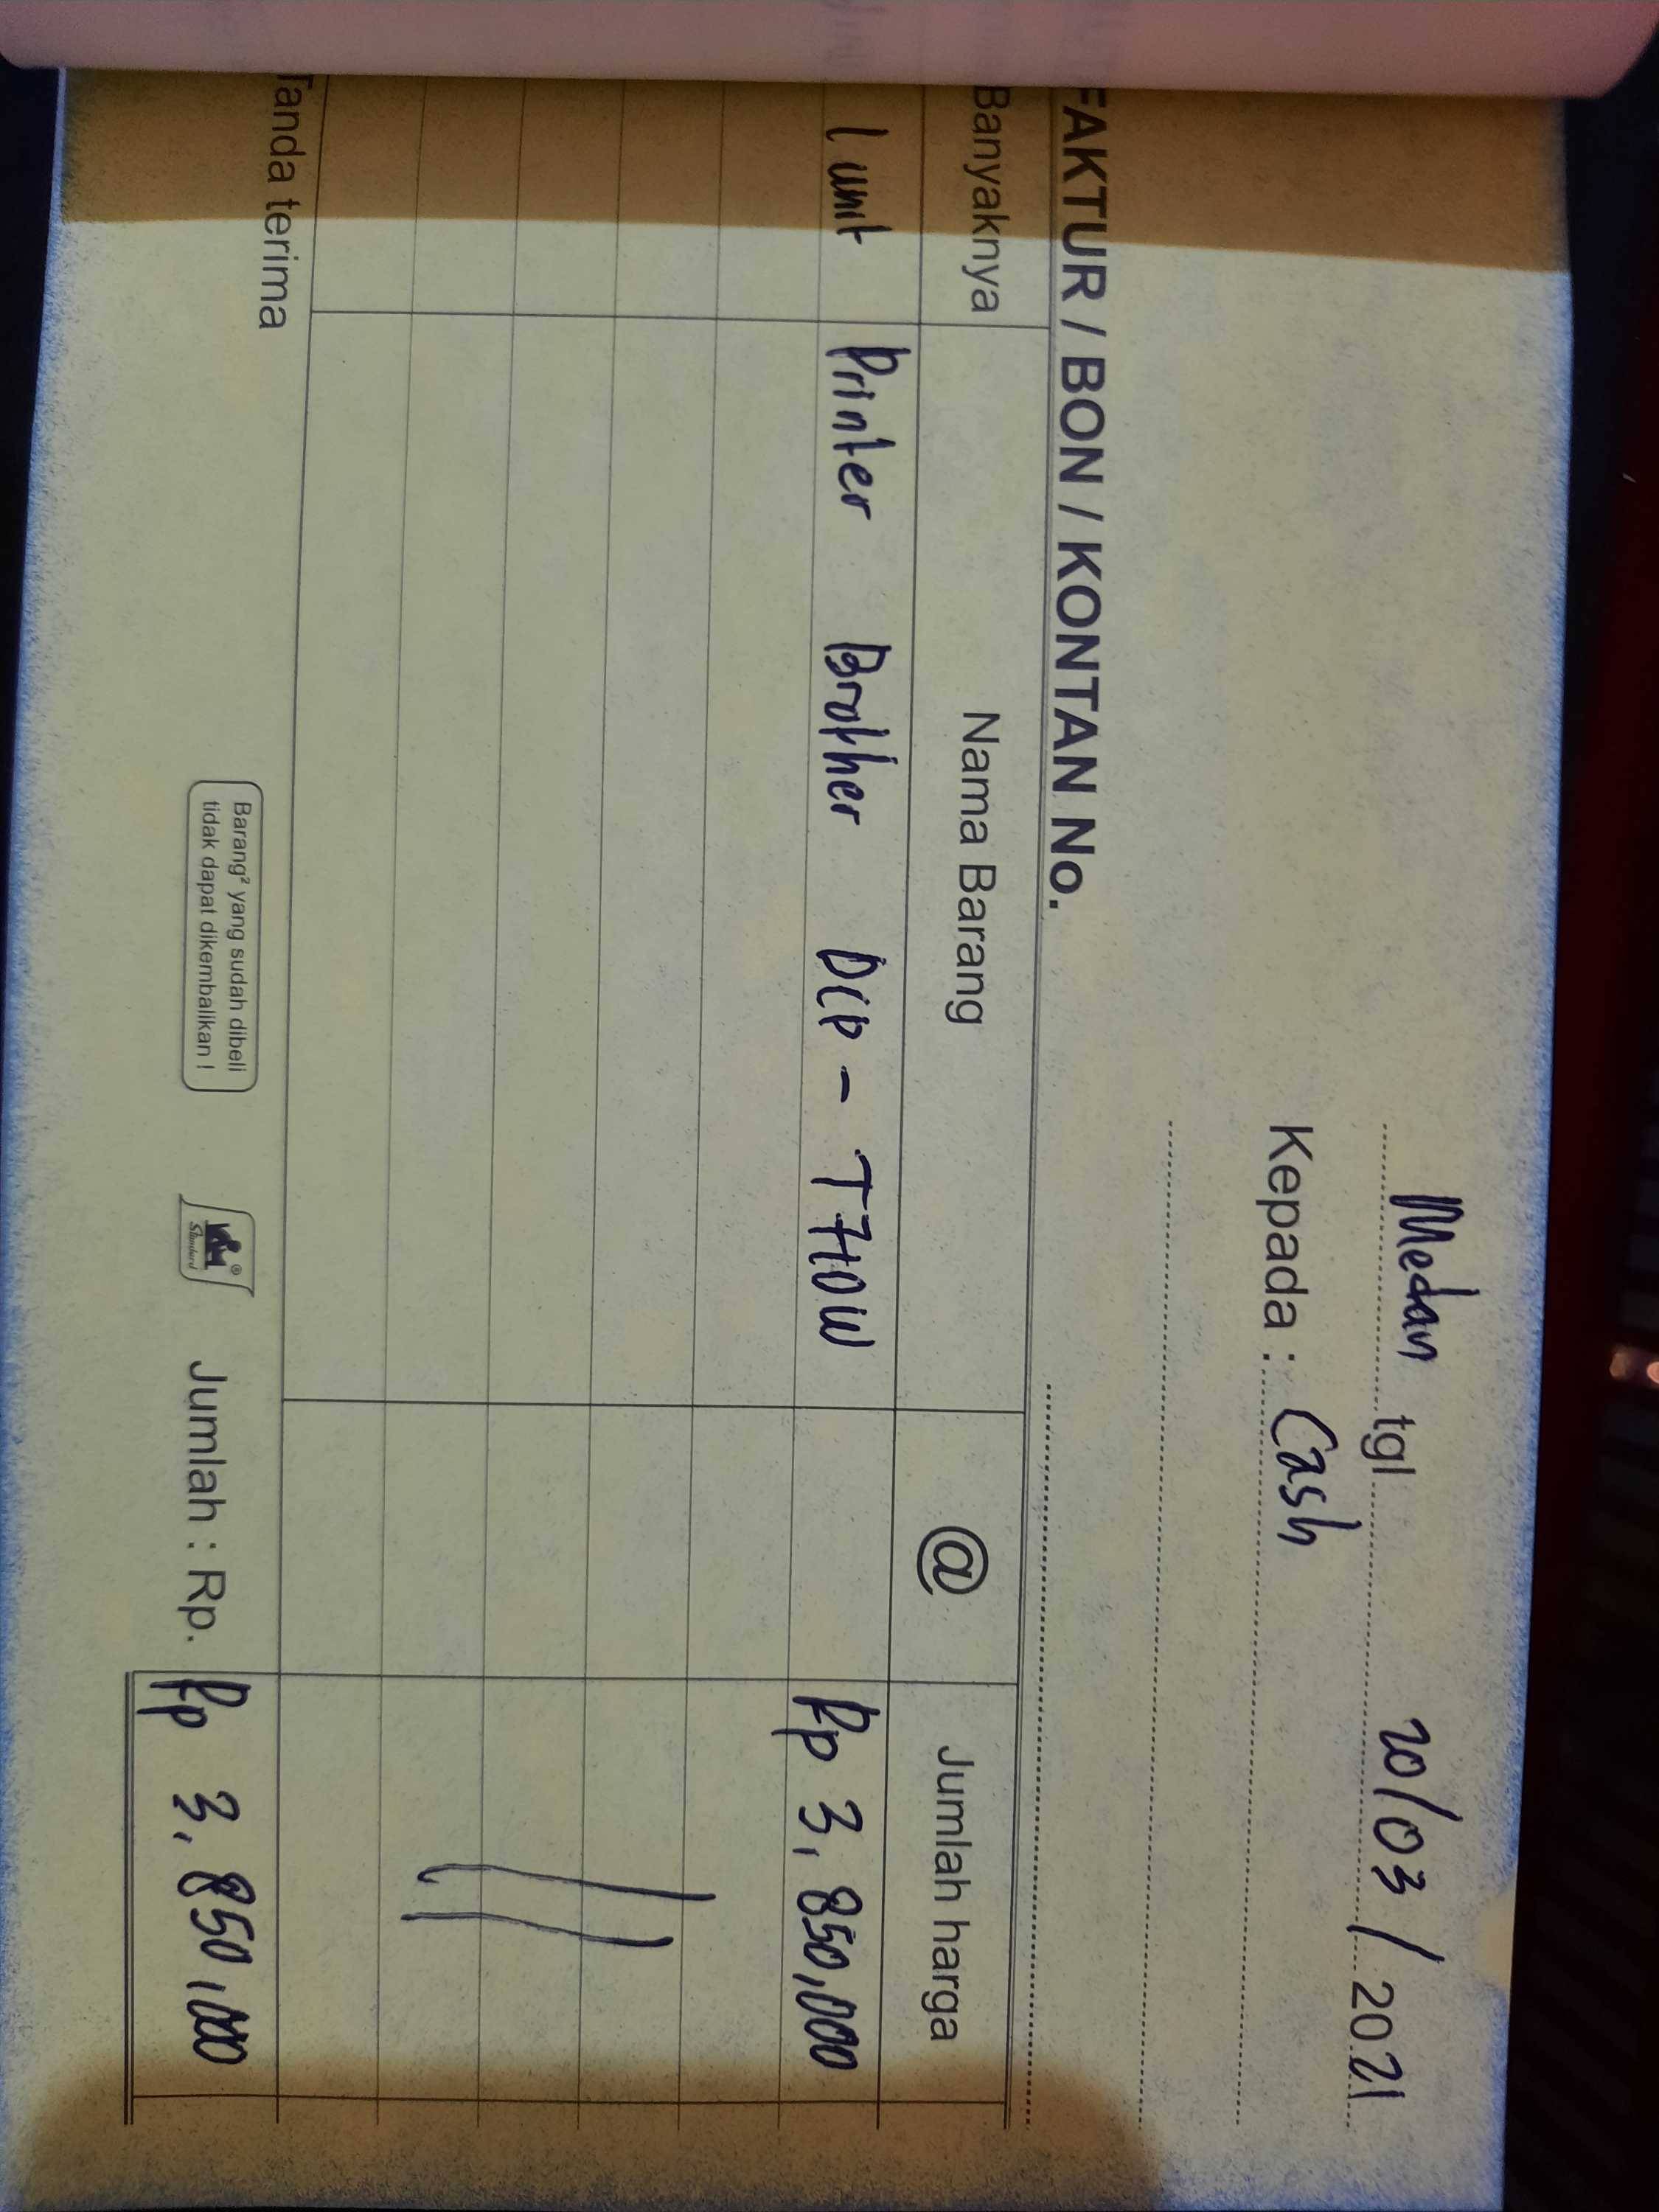 Medan tgl 20/03/2021
Kepada : Cash
FAKTUR / BON / KONTAN No.
Banyaknya Nama Barang @ Jumlah harga
1 unit Printer Brother DCP - T710W Rp 3,850,000
Tanda terima
Barang² yang sudah dibeli
tidak dapat dikembalikan !
Standard ®
Jumlah : Rp. Rp 3,850,000